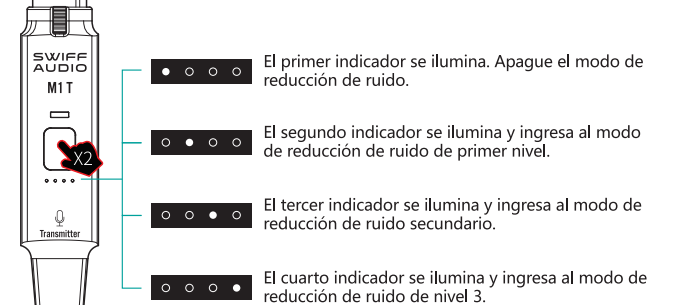 SWIFF
AUDIO
M1 T
X2
Transmitter
El primer indicador se ilumina. Apague el modo de
reducción de ruido.
El segundo indicador se ilumina y ingresa al modo
de reducción de ruido de primer nivel.
El tercer indicador se ilumina y ingresa al modo de
reducción de ruido secundario.
El cuarto indicador se ilumina y ingresa al modo de
reducción de ruido de nivel 3.